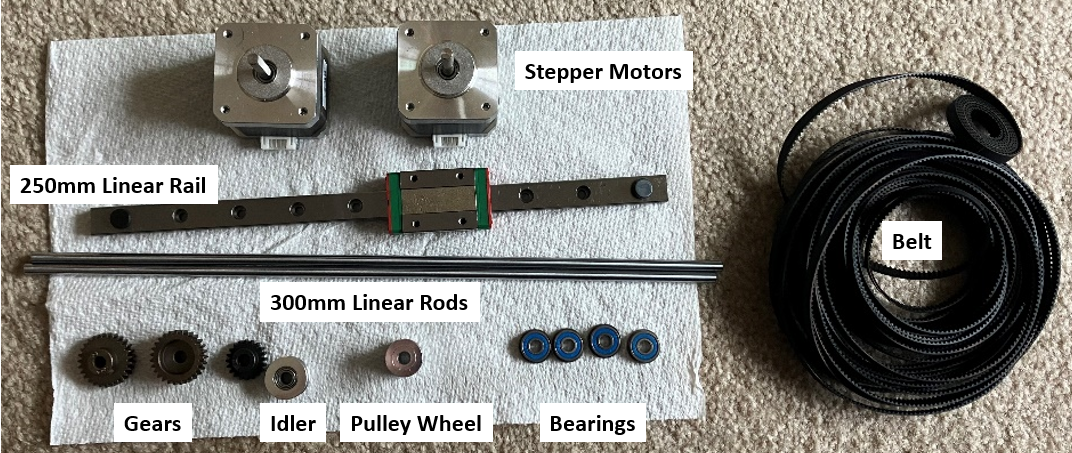 Stepper Motors
250mm Linear Rail
Belt
300mm Linear Rods
Gears
Idler
Pulley Wheel
Bearings